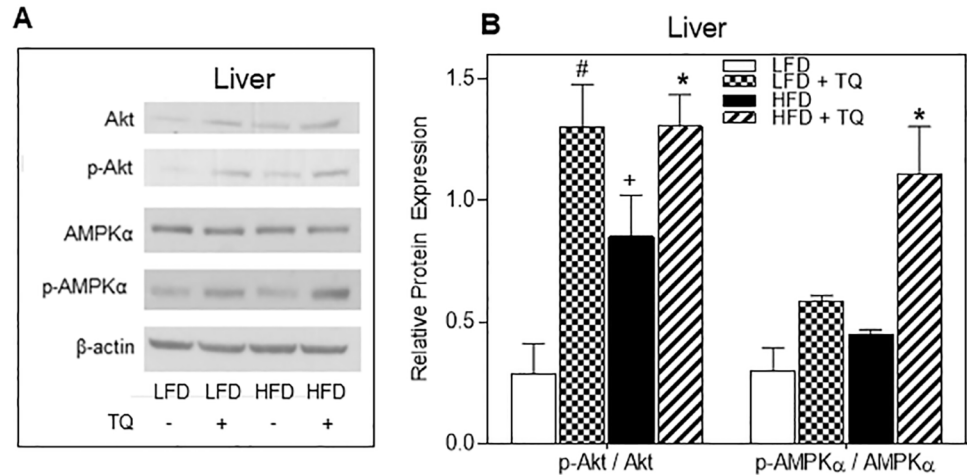 A
Liver
Akt
p-Akt
AMPKα
p-AMPKα
β-actin
LFD LFD HFD HFD
TQ - + - +
B
Liver
Relative Protein Expression
1.5
1.0
0.5
0.0
LFD
LFD + TQ
HFD
HFD + TQ
# + * *
p-Akt / Akt p-AMPKα / AMPKα